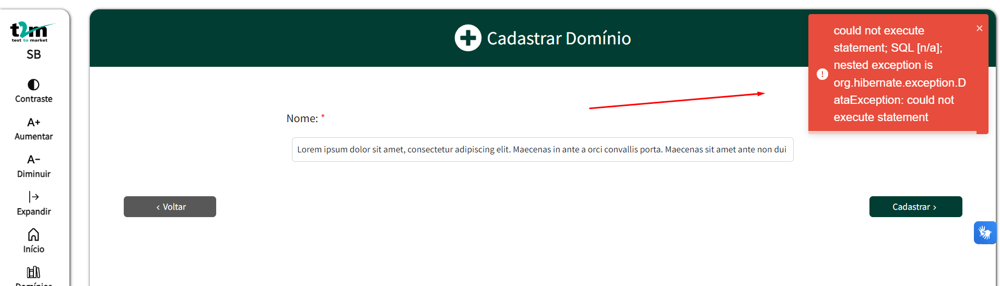 t2m
test to market
SB
Contraste
A+
Aumentar
A-
Diminuir
Expandir
Início
Domínios
Cadastrar Domínio
could not execute
statement; SQL [n/a];
nested exception is
org.hibernate.exception.D
ataException: could not
execute statement
Nome: *
Lorem ipsum dolor sit amet, consectetur adipiscing elit. Maecenas in ante a orci convallis porta. Maecenas sit amet ante non dui
‹ Voltar
Cadastrar ›